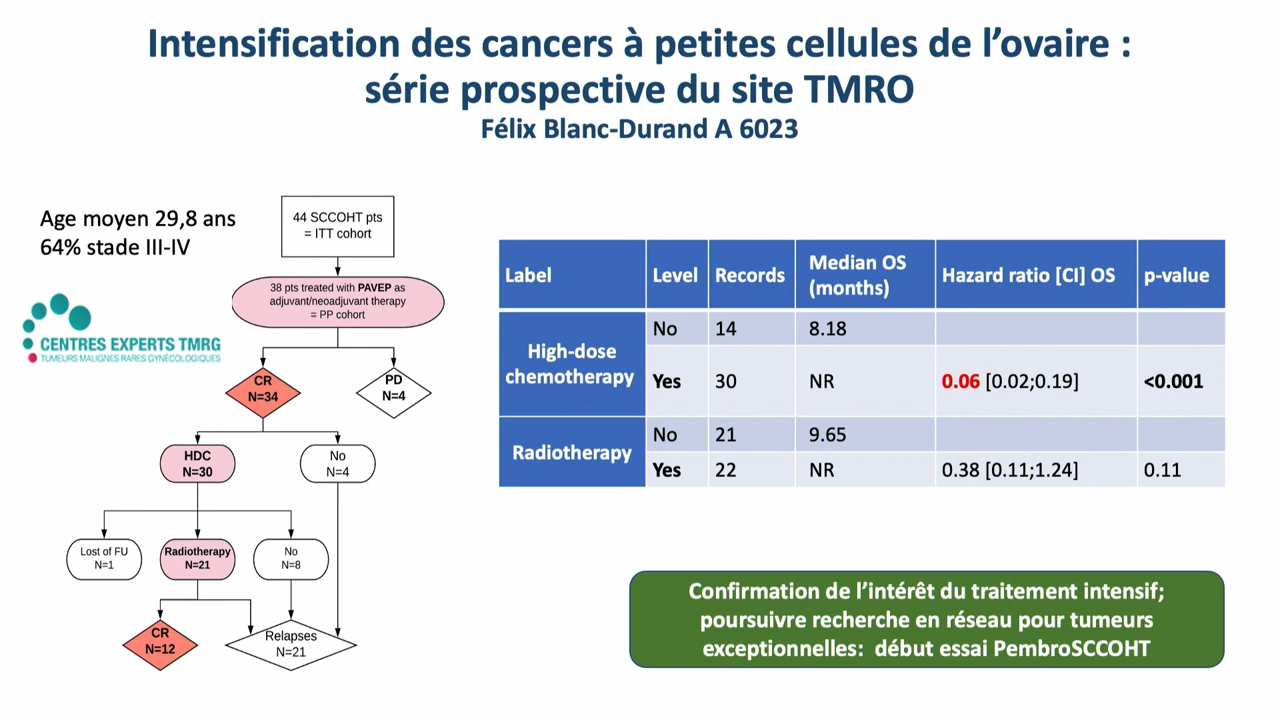 Intensification des cancers à petites cellules de l'ovaire :
série prospective du site TMRO
Félix Blanc-Durand A 6023
Age moyen 29,8 ans
64% stade III-IV
CENTRES EXPERTS TMRG
TUMEURS MALIGNES RARES GYNÉCOLOGIQUES
44 SCCOHT pts
= ITT cohort
38 pts treated with PAVEP as
adjuvant/neoadjuvant therapy
= PP cohort
CR
N=34
PD
N=4
HDC
N=30
No
N=4
Lost of FU
N=1
Radiotherapy
N=21
No
N=8
CR
N=12
Relapses
N=21
Label Level Records Median OS (months) Hazard ratio [CI] OS p-value
High-dose chemotherapy No 14 8.18
Yes 30 NR 0.06 [0.02;0.19] <0.001
Radiotherapy No 21 9.65
Yes 22 NR 0.38 [0.11;1.24] 0.11
Confirmation de l'intérêt du traitement intensif;
poursuivre recherche en réseau pour tumeurs
exceptionnelles: début essai PembroSCCOHT